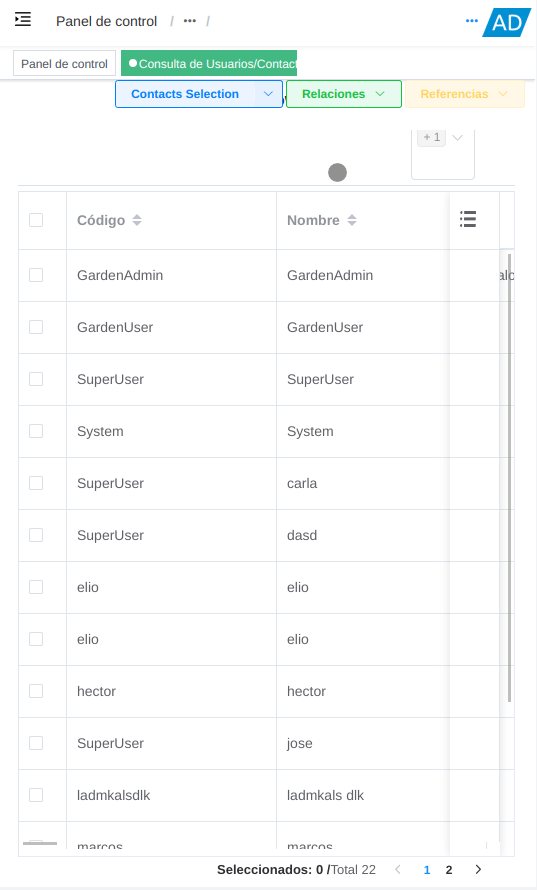 Panel de control / ••• / ••• AD
Panel de control Consulta de Usuarios/Contact
Contacts Selection Relaciones Referencias
+ 1
Código Nombre
GardenAdmin GardenAdmin
GardenUser GardenUser
SuperUser SuperUser
System System
SuperUser carla
SuperUser dasd
elio elio
elio elio
hector hector
SuperUser jose
ladmkalsdlk ladmkals dlk
marcos marcos
Seleccionados: 0 /Total 22 1 2